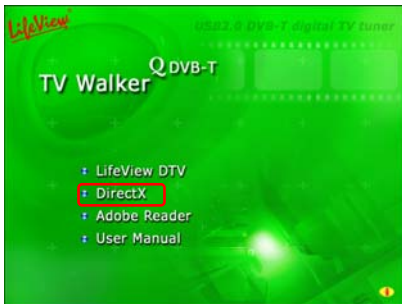 LifeView
USB2.0 DVB-T digital TV tuner
TV Walker Q DVB-T
LifeView DTV
DirectX
Adobe Reader
User Manual